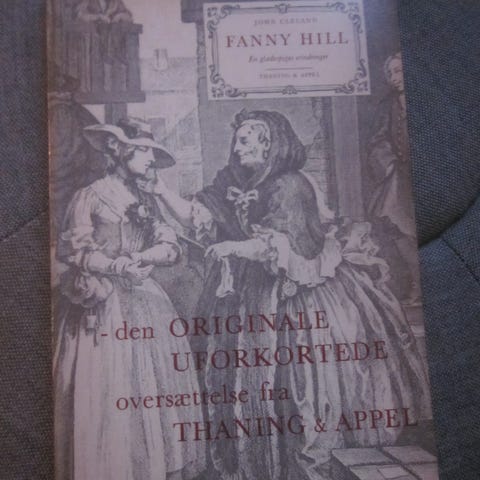 JOHN CLELAND
FANNY HILL
En glædespiges erindringer
THANING & APPEL
- den ORIGINALE
UFORKORTEDE
oversættelse fra
THANING & APPEL